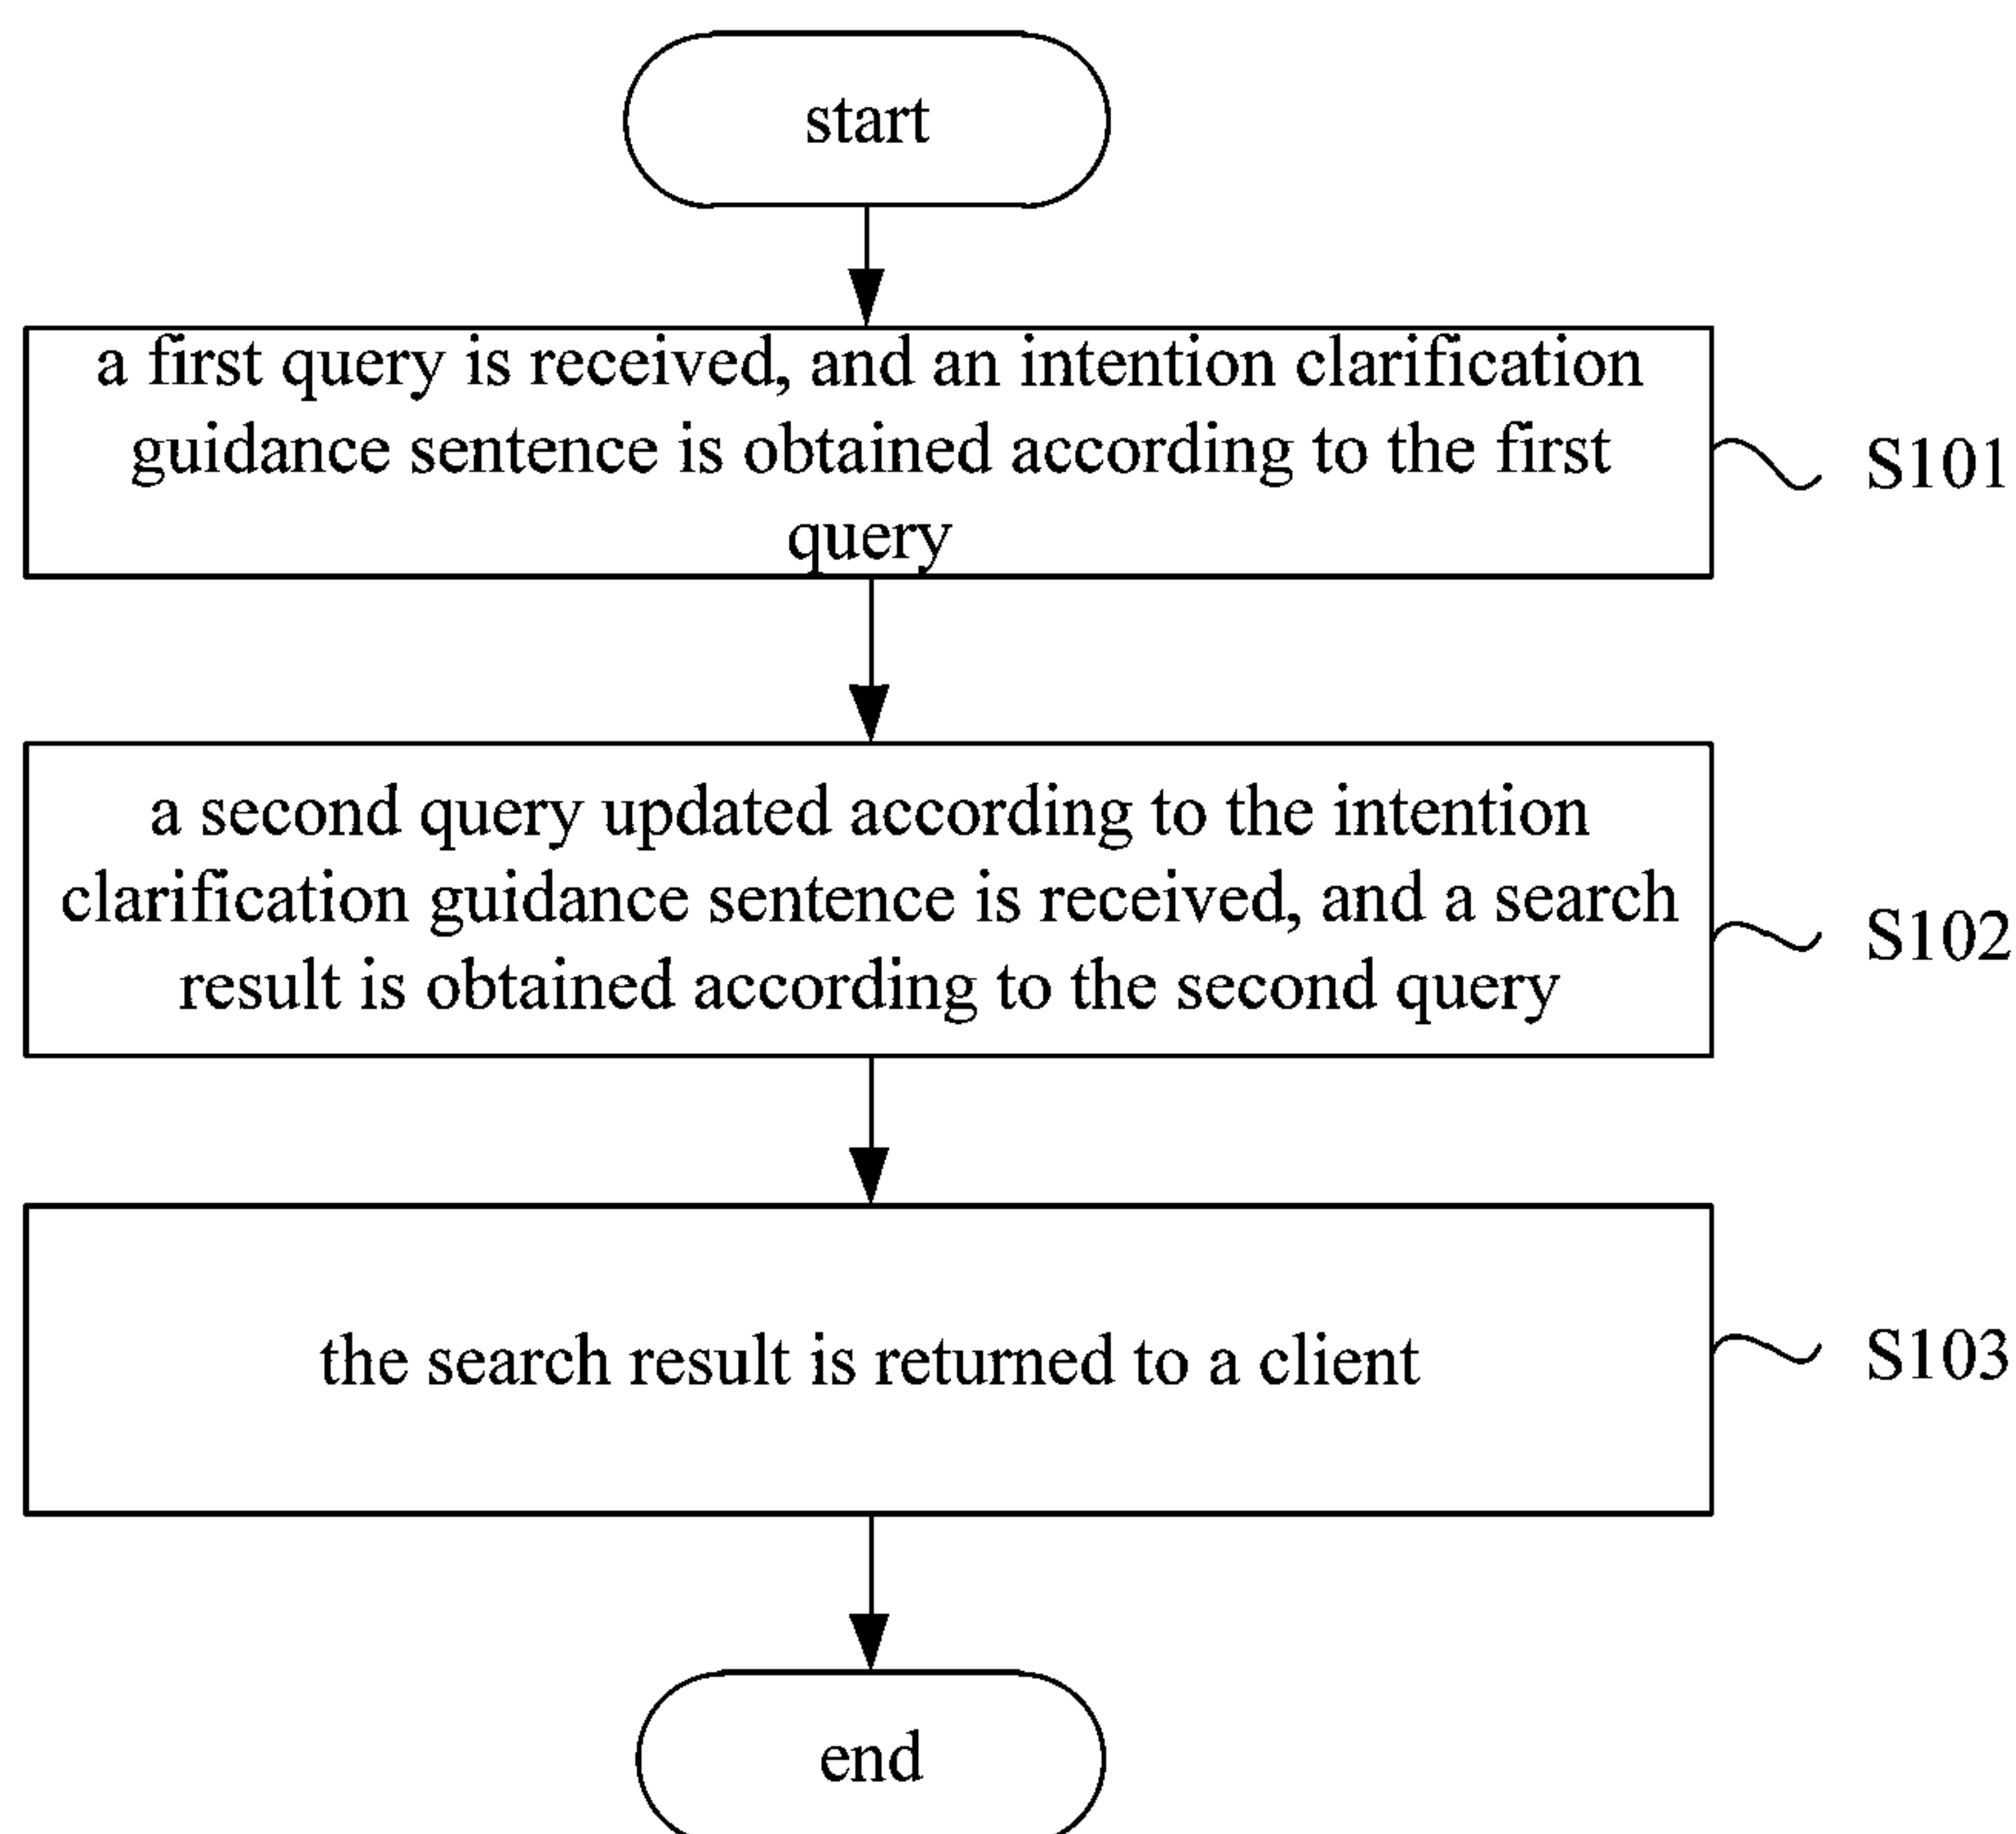 start
a first query is received, and an intention clarification
guidance sentence is obtained according to the first
query
S101
a second query updated according to the intention
clarification guidance sentence is received, and a search
result is obtained according to the second query
S102
the search result is returned to a client
S103
end